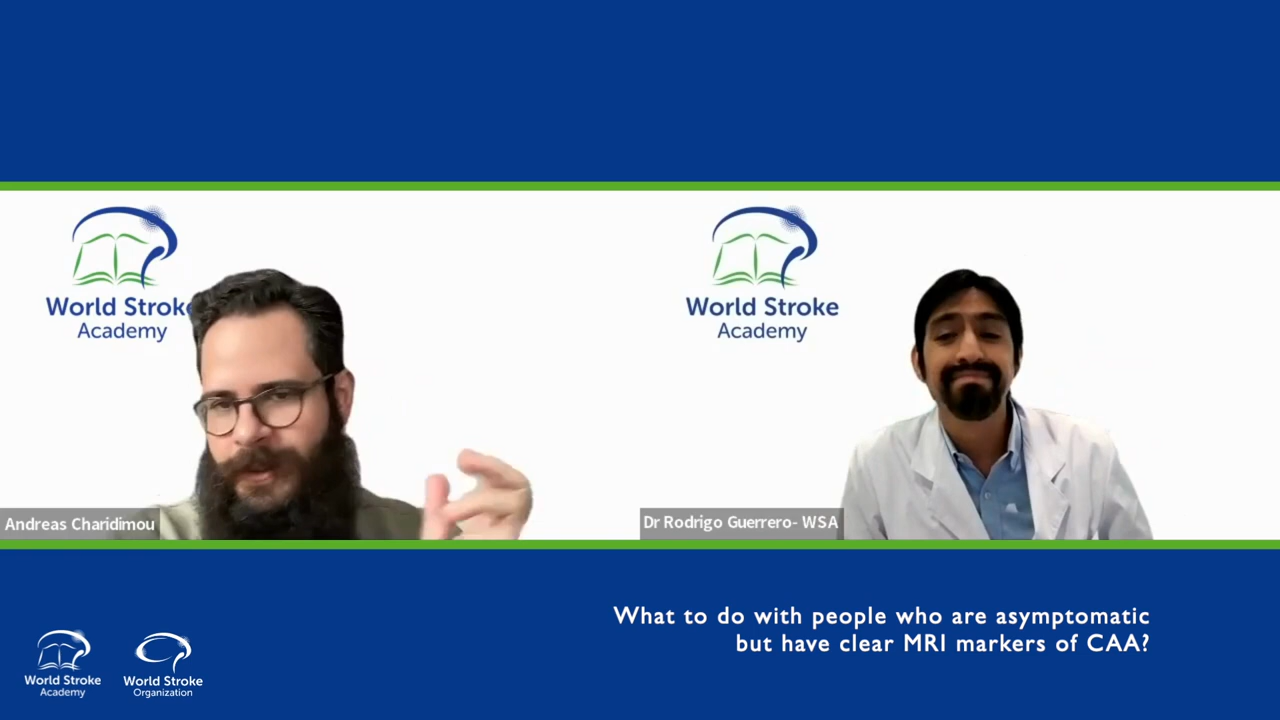 World Stroke
Academy
World Stroke
Academy
Andreas Charidimou
Dr Rodrigo Guerrero- WSA
What to do with people who are asymptomatic
but have clear MRI markers of CAA?
World Stroke
Academy
World Stroke
Organization